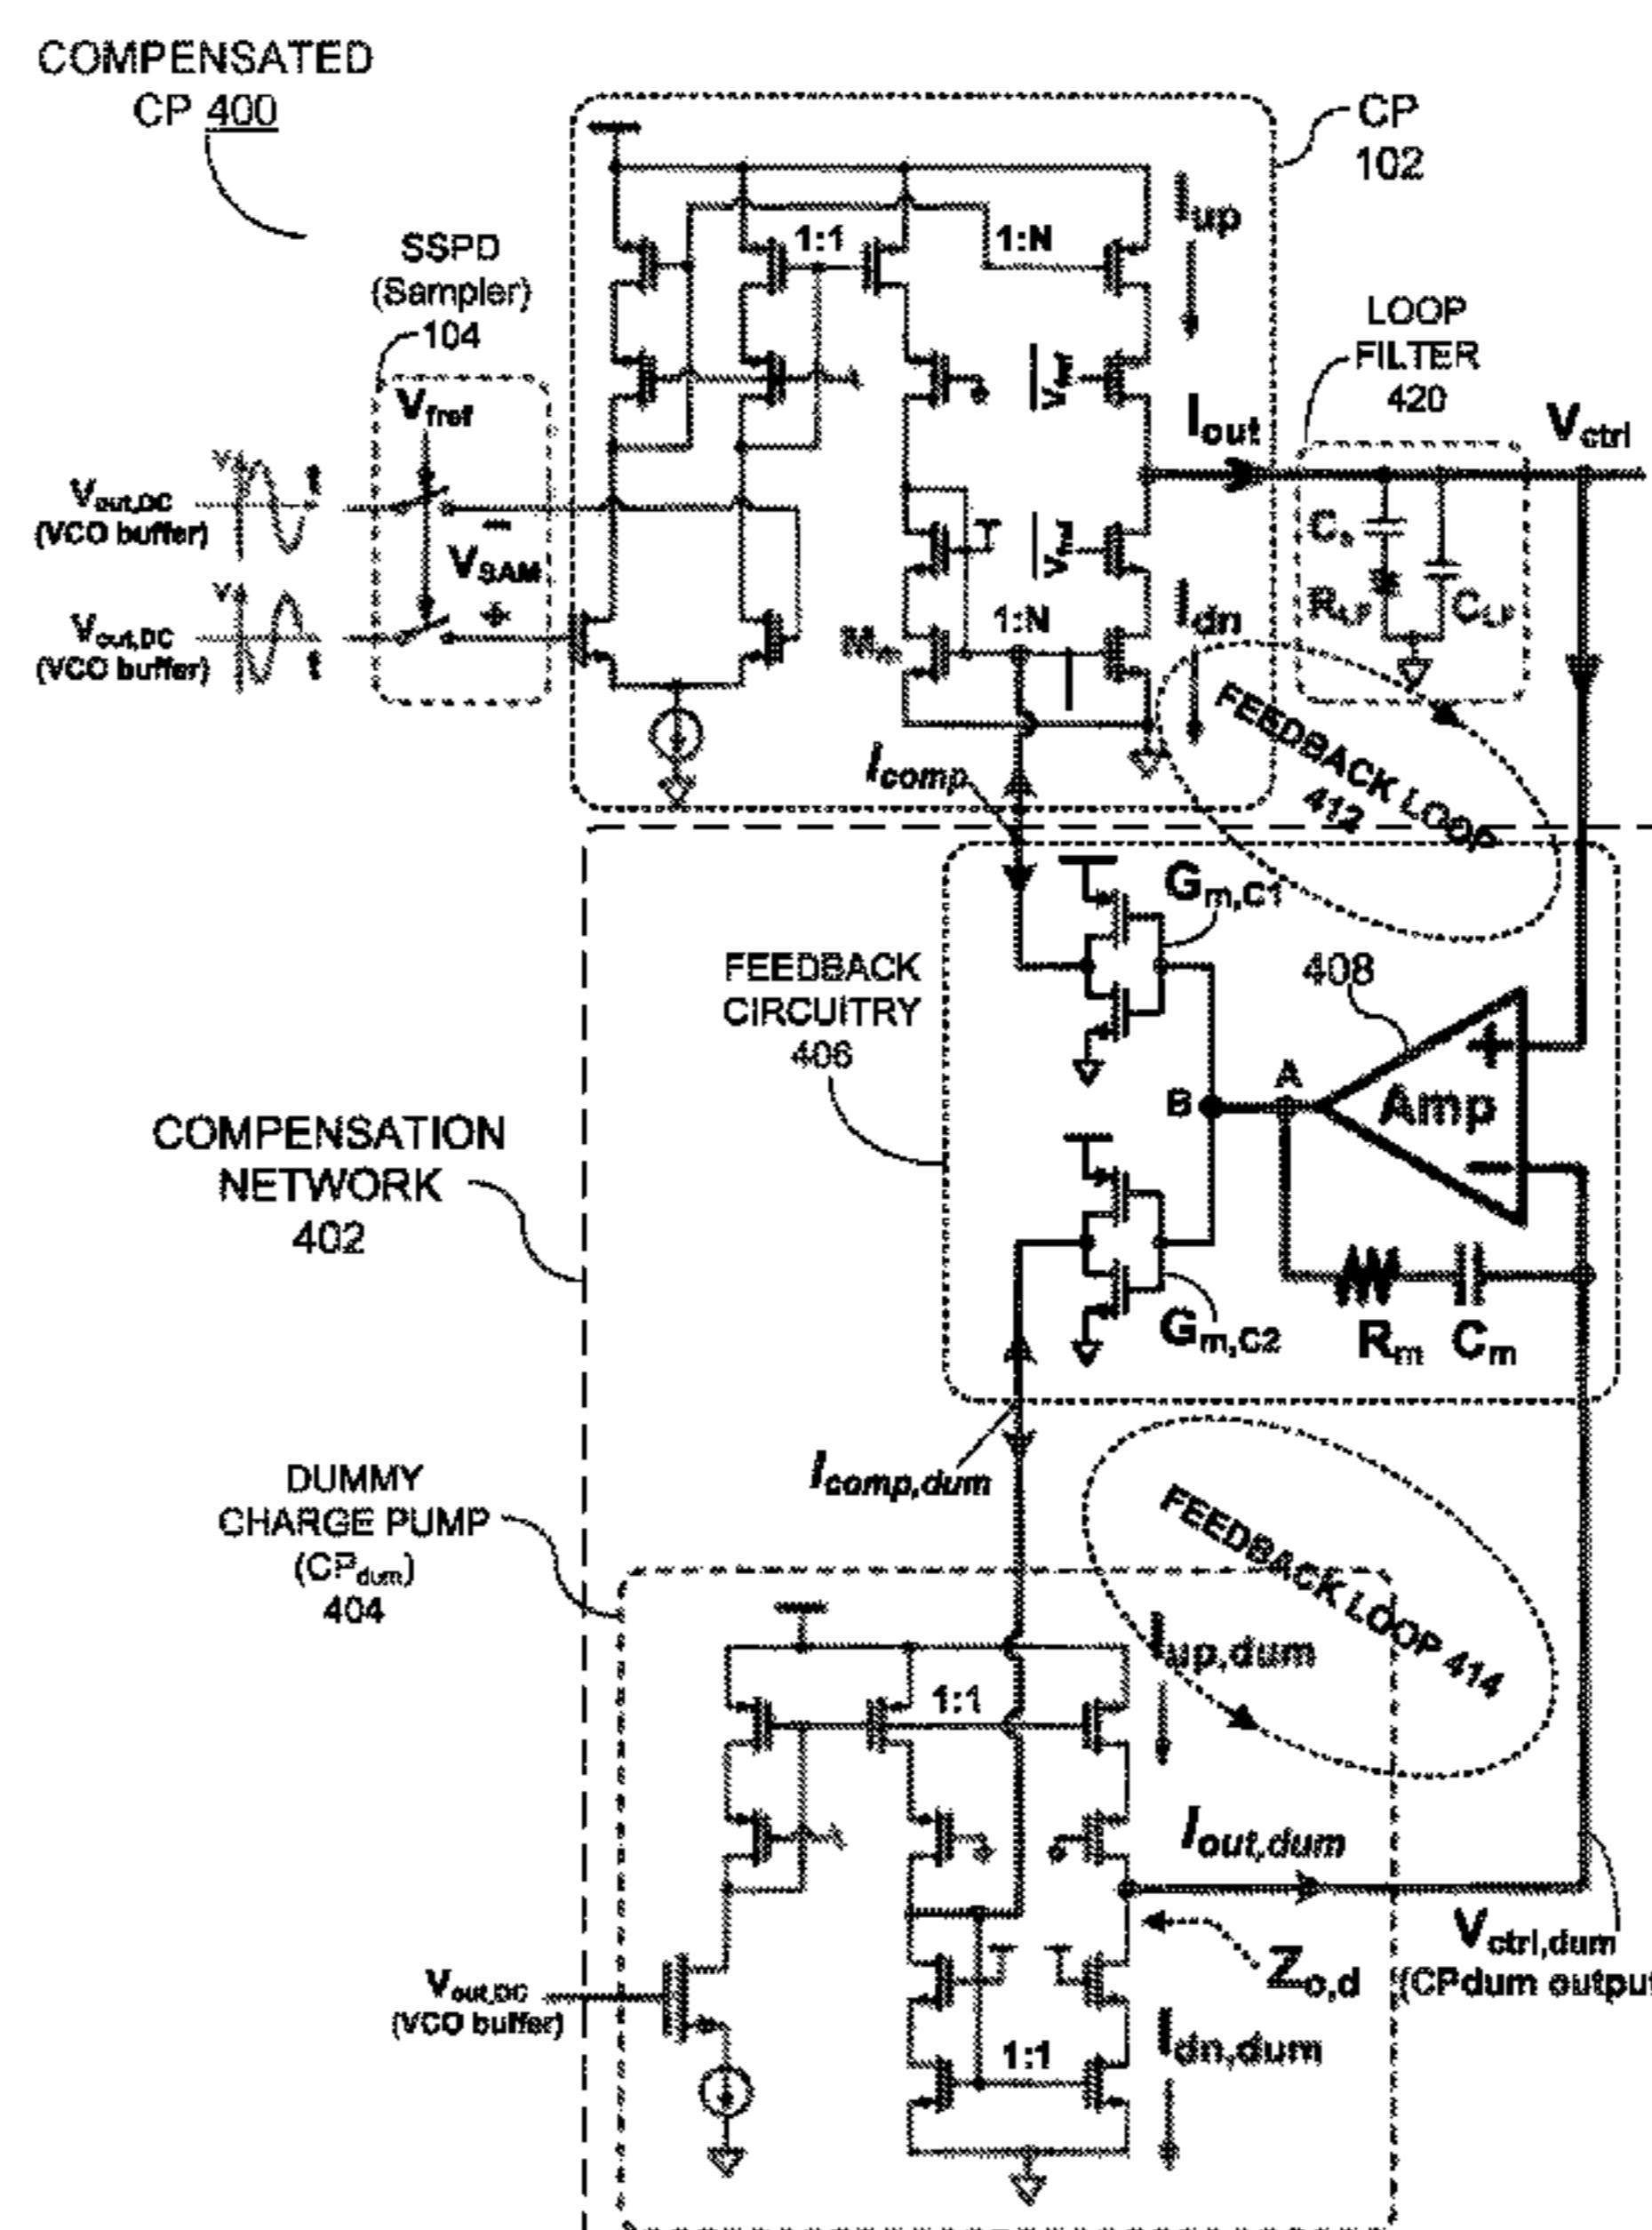 COMPENSATED
CP 400
CP
102
Iup
1:1
1:N
SSPD
(Sampler)
104
LOOP
FILTER
420
Vfref
Iout
Vctrl
V
t
Vout,DC
(VCO buffer)
VSAM
Cs
RLF
CLF
V
t
Vout,DC
(VCO buffer)
1:N
Idn
Icomp
FEEDBACK LOOP
412
Gm,C1
FEEDBACK
CIRCUITRY
406
408
A
B
Amp
COMPENSATION
NETWORK
402
Gm,C2
Rm
Cm
Icomp,dum
DUMMY
CHARGE PUMP
(CPdum)
404
FEEDBACK LOOP 414
Iup,dum
1:1
Iout,dum
Vctrl,dum
(CPdum output
Zo,d
Vout,DC
(VCO buffer)
1:1
Idn,dum